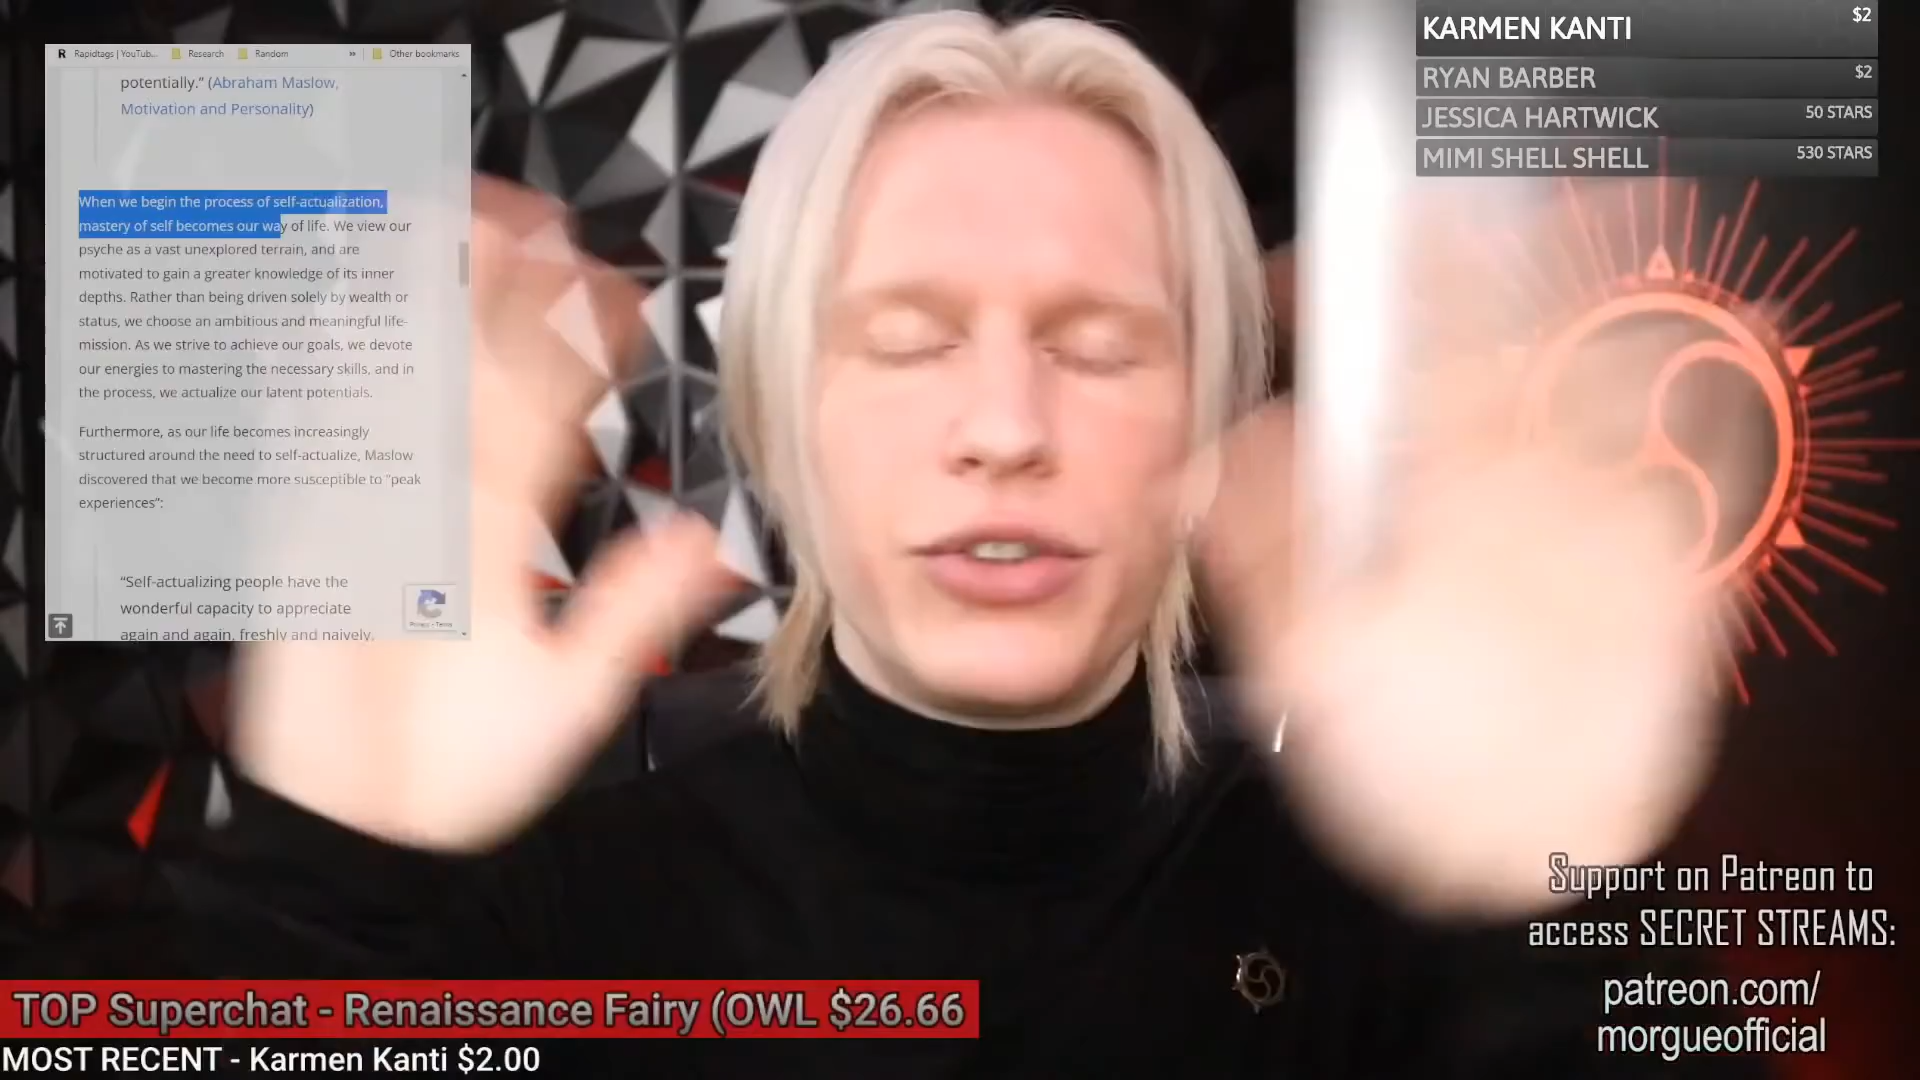 Rapidtags | YouTub... Research Random » Other bookmarks
potentially.” (Abraham Maslow,
Motivation and Personality)
When we begin the process of self-actualization,
mastery of self becomes our way of life. We view our
psyche as a vast unexplored terrain, and are
motivated to gain a greater knowledge of its inner
depths. Rather than being driven solely by wealth or
status, we choose an ambitious and meaningful life-
mission. As we strive to achieve our goals, we devote
our energies to mastering the necessary skills, and in
the process, we actualize our latent potentials.
Furthermore, as our life becomes increasingly
structured around the need to self-actualize, Maslow
discovered that we become more susceptible to “peak
experiences”:
“Self-actualizing people have the
wonderful capacity to appreciate
again and again, freshly and naively,
Privacy - Terms
KARMEN KANTI $2
RYAN BARBER $2
JESSICA HARTWICK 50 STARS
MIMI SHELL SHELL 530 STARS
Support on Patreon to
access SECRET STREAMS:
patreon.com/
morgueofficial
TOP Superchat - Renaissance Fairy (OWL $26.66
MOST RECENT - Karmen Kanti $2.00